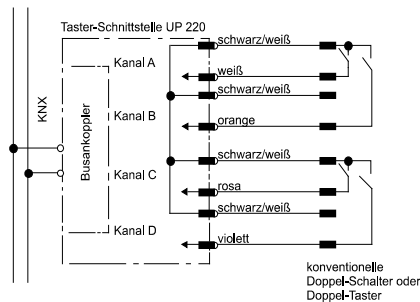 Taster-Schnittstelle UP 220
schwarz/weiß
Kanal A
weiß
schwarz/weiß
KNX
Busankoppler
Kanal B
orange
schwarz/weiß
Kanal C
rosa
schwarz/weiß
Kanal D
violett
konventionelle
Doppel-Schalter oder
Doppel-Taster